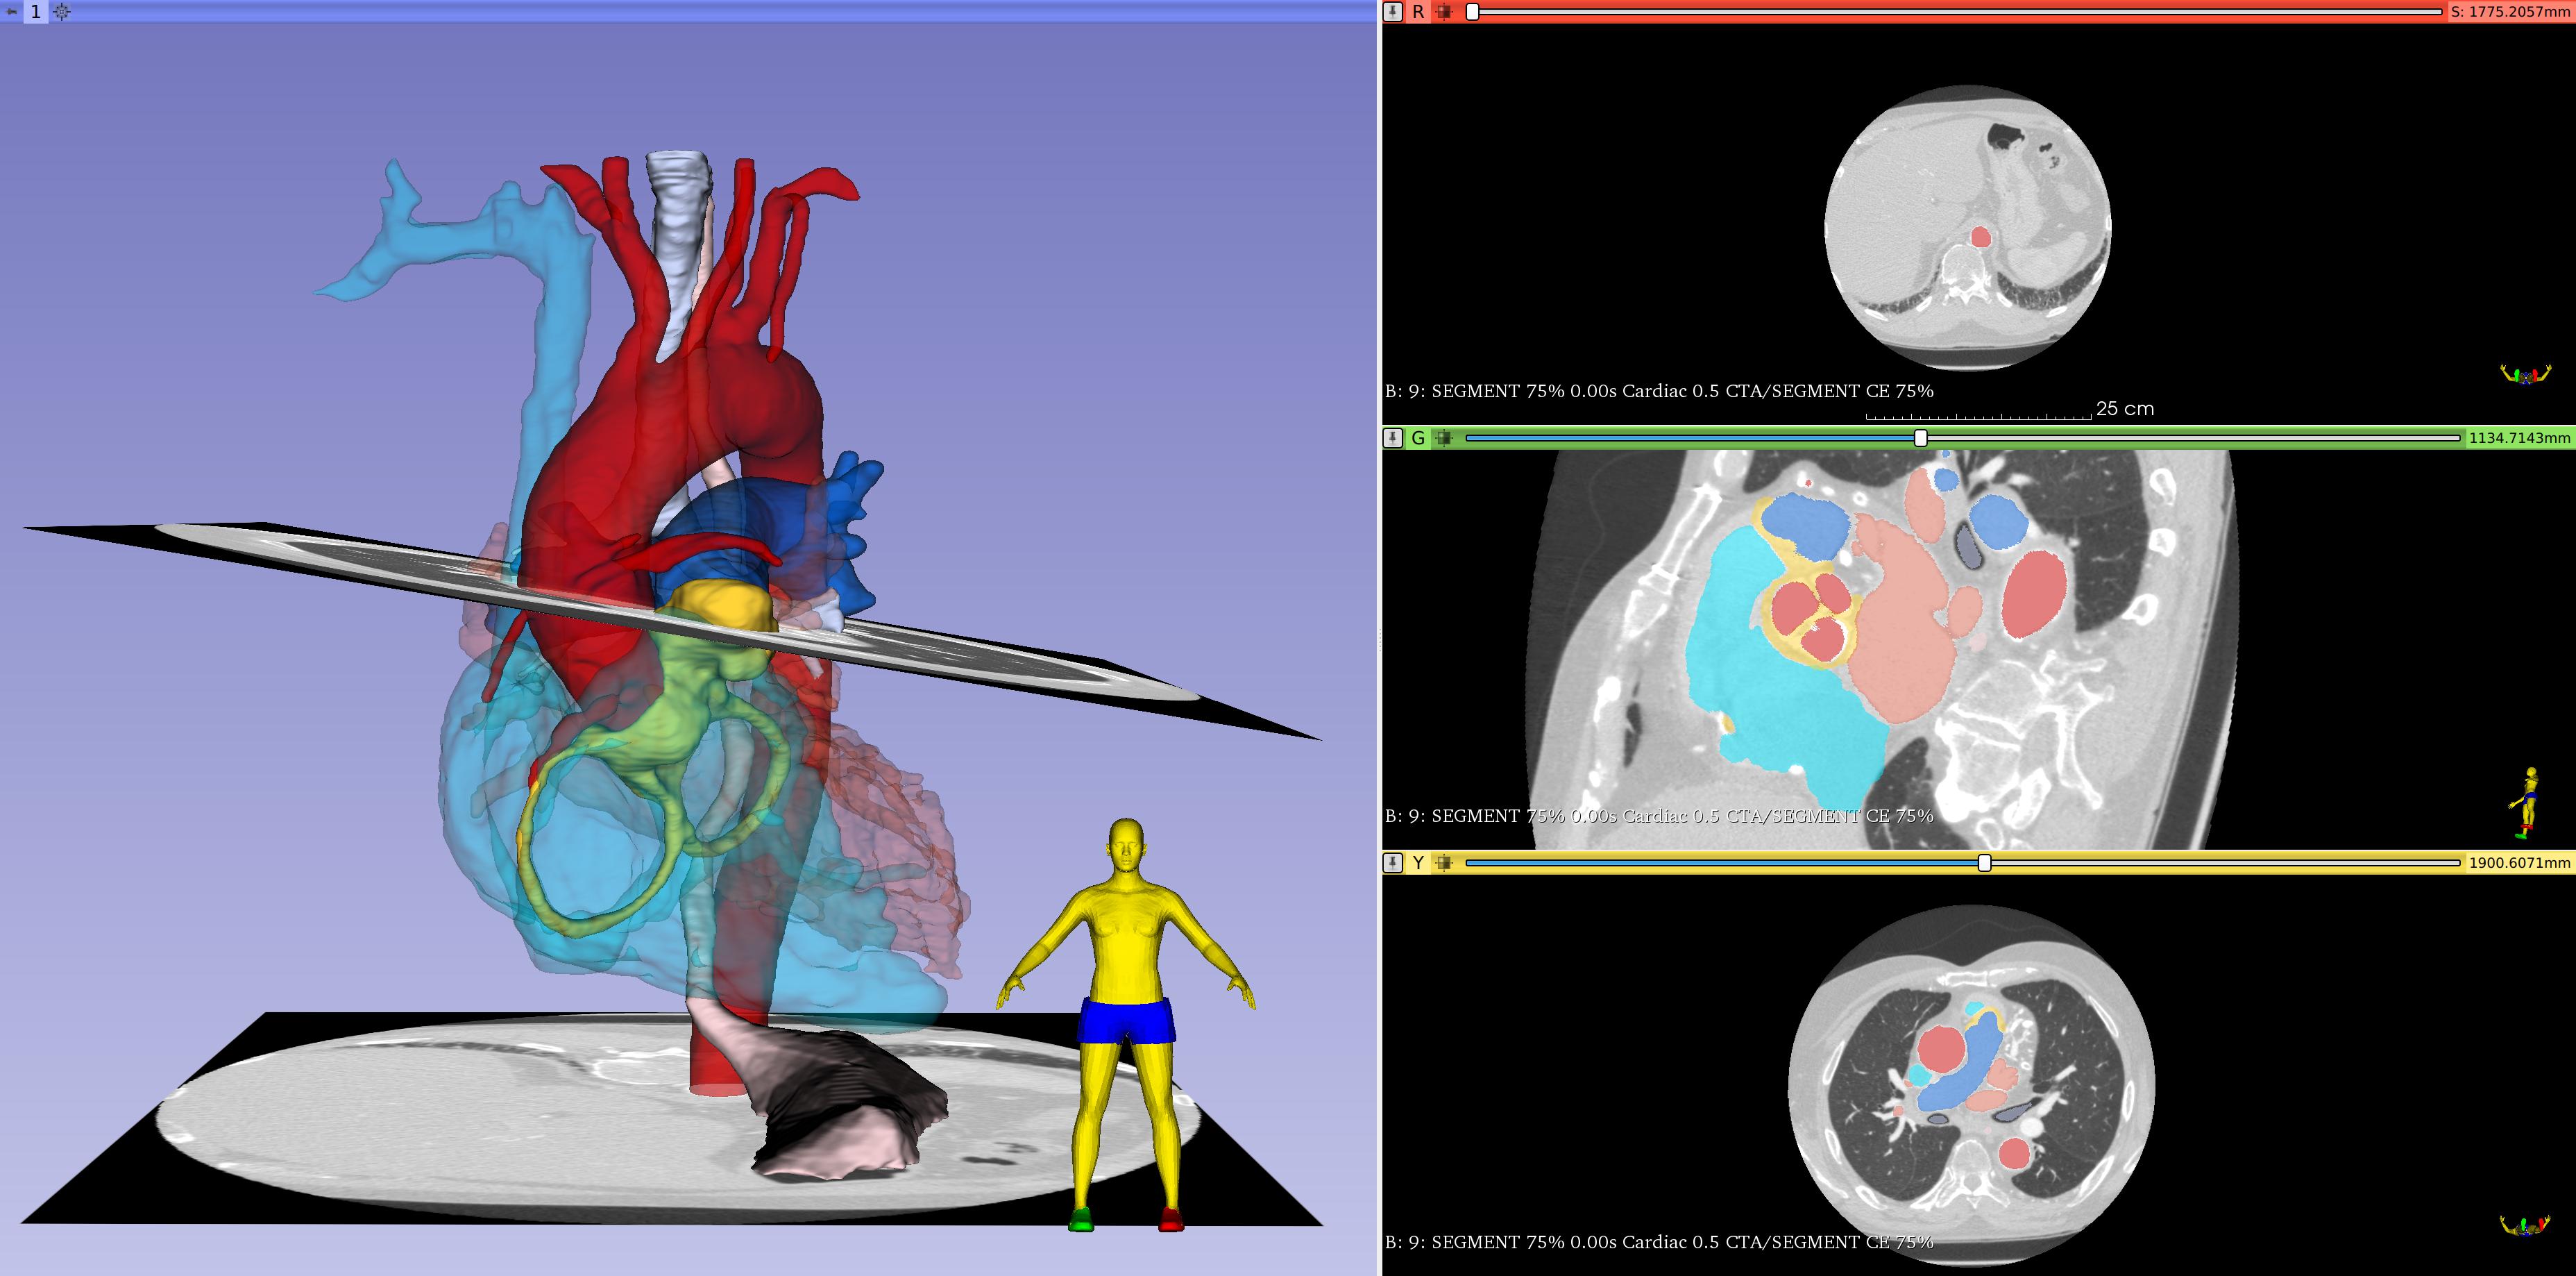 1
R
S: 1775.2057mm
B: 9: SEGMENT 75% 0.00s Cardiac 0.5 CTA/SEGMENT CE 75%
25 cm
G
1134.7143mm
B: 9: SEGMENT 75% 0.00s Cardiac 0.5 CTA/SEGMENT CE 75%
Y
1900.6071mm
B: 9: SEGMENT 75% 0.00s Cardiac 0.5 CTA/SEGMENT CE 75%